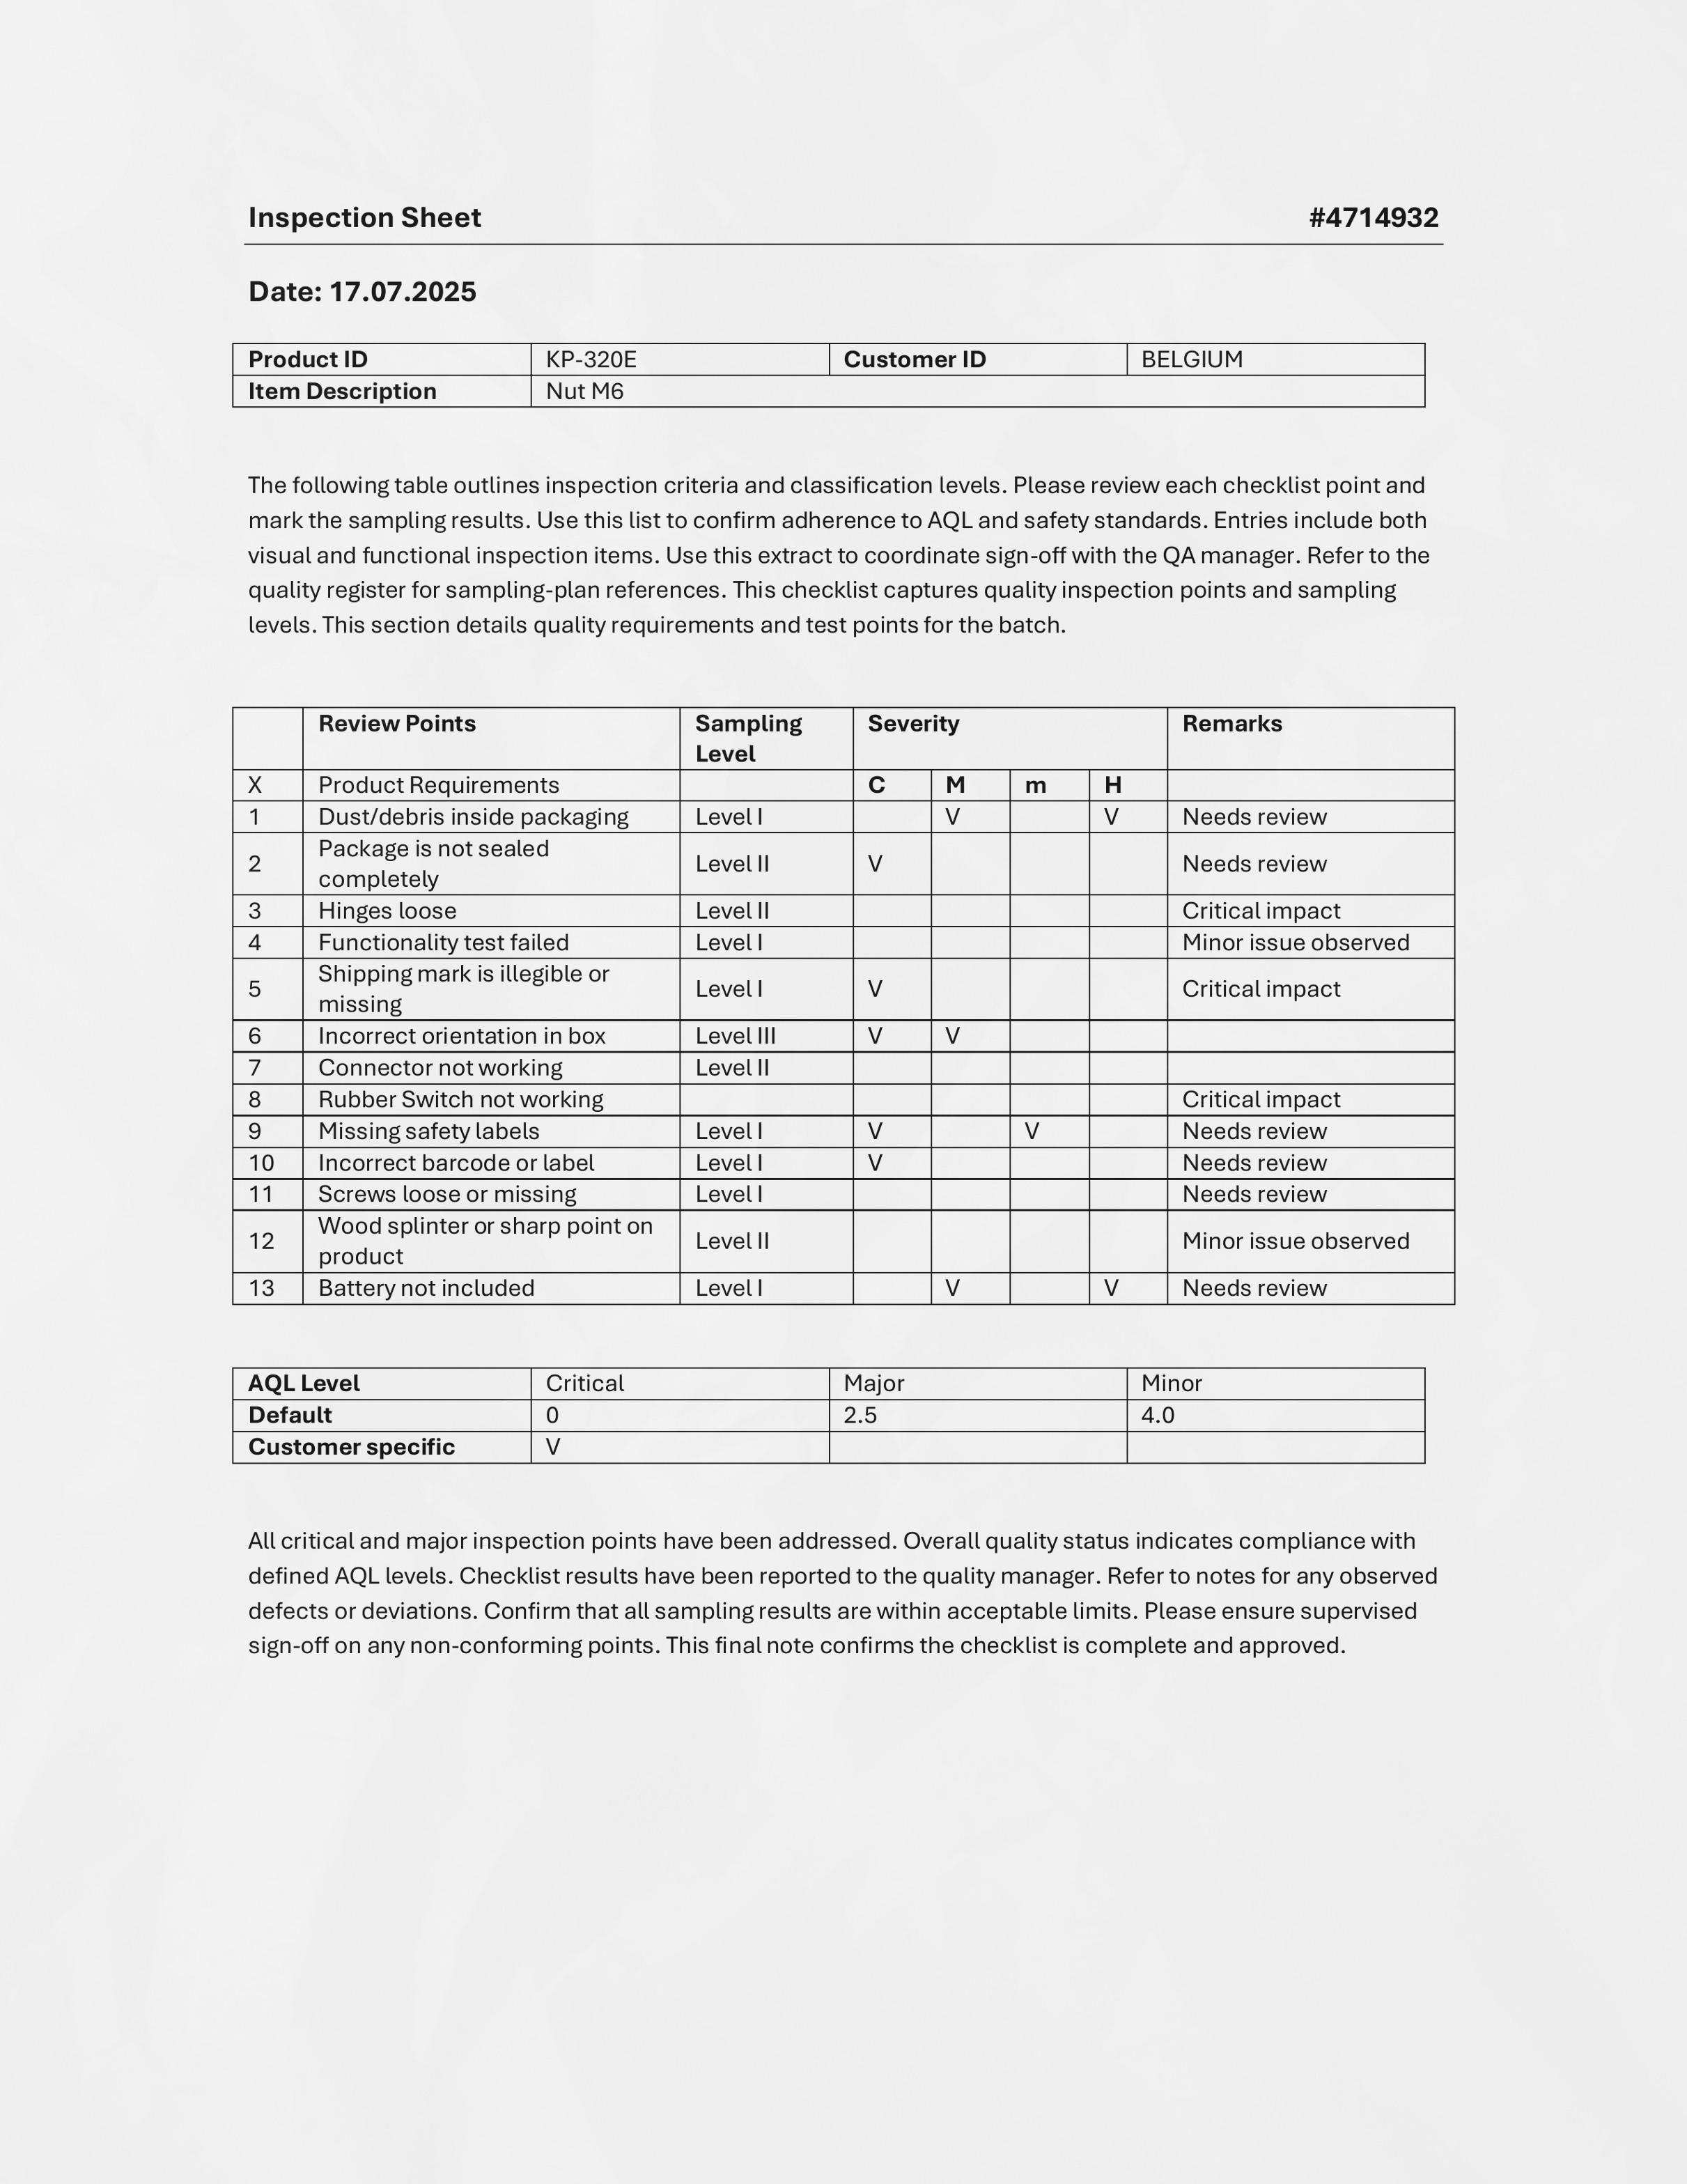 Inspection Sheet #4714932
Date: 17.07.2025
Product ID KP-320E Customer ID BELGIUM
Item Description Nut M6
The following table outlines inspection criteria and classification levels. Please review each checklist point and
mark the sampling results. Use this list to confirm adherence to AQL and safety standards. Entries include both
visual and functional inspection items. Use this extract to coordinate sign-off with the QA manager. Refer to the
quality register for sampling-plan references. This checklist captures quality inspection points and sampling
levels. This section details quality requirements and test points for the batch.
Review Points Sampling Severity Remarks
Level
X Product Requirements C M m H
1 Dust/debris inside packaging Level I V V Needs review
Package is not sealed
2 Level II V Needs review
completely
3 Hinges loose Level II Critical impact
4 Functionality test failed Level I Minor issue observed
Shipping mark is illegible or
5 Level I V Critical impact
missing
6 Incorrect orientation in box Level III V V
7 Connector not working Level II
8 Rubber Switch not working Critical impact
9 Missing safety labels Level I V V Needs review
10 Incorrect barcode or label Level I V Needs review
11 Screws loose or missing Level I Needs review
Wood splinter or sharp point on
12 Level II Minor issue observed
product
13 Battery not included Level I V V Needs review
AQL Level Critical Major Minor
Default 0 2.5 4.0
Customer specific V
All critical and major inspection points have been addressed. Overall quality status indicates compliance with
defined AQL levels. Checklist results have been reported to the quality manager. Refer to notes for any observed
defects or deviations. Confirm that all sampling results are within acceptable limits. Please ensure supervised
sign-off on any non-conforming points. This final note confirms the checklist is complete and approved.